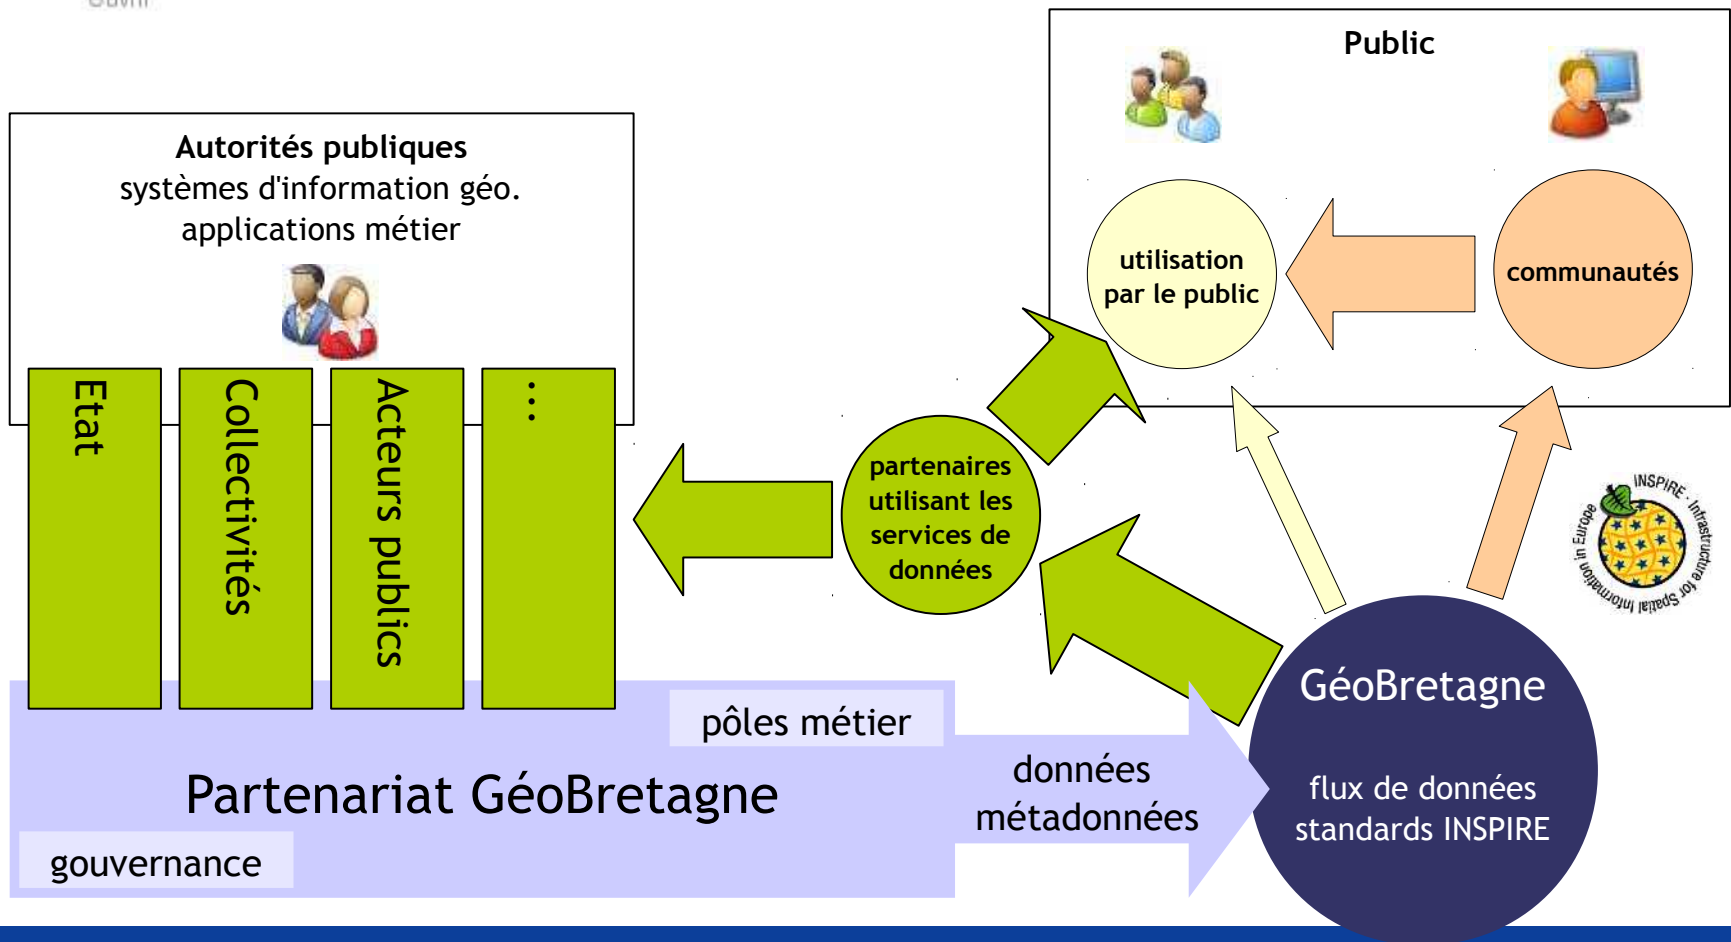 Public
Autorités publiques
systèmes d'information géo.
applications métier
utilisation
par le public
communautés
Etat
Collectivités
Acteurs publics
...
partenaires
utilisant les
services de
données
INSPIRE - Infrastructure for Spatial Information in Europe
GéoBretagne
flux de données
standards INSPIRE
pôles métier
Partenariat GéoBretagne
gouvernance
données
métadonnées